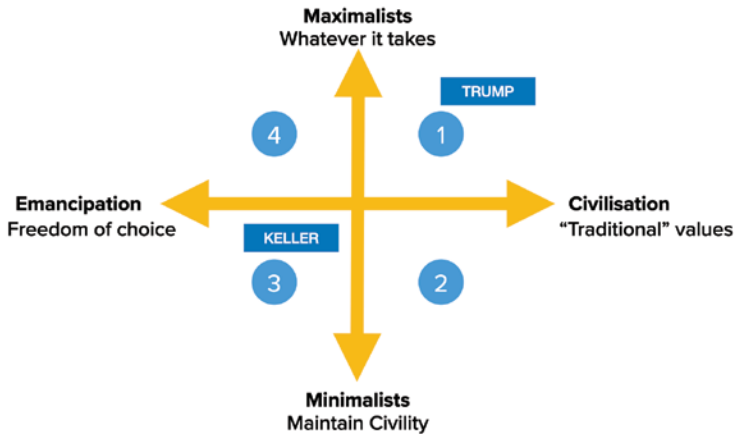 Maximalists
Whatever it takes
TRUMP
4
1
Emancipation
Freedom of choice
Civilisation
“Traditional” values
KELLER
3
2
Minimalists
Maintain Civility